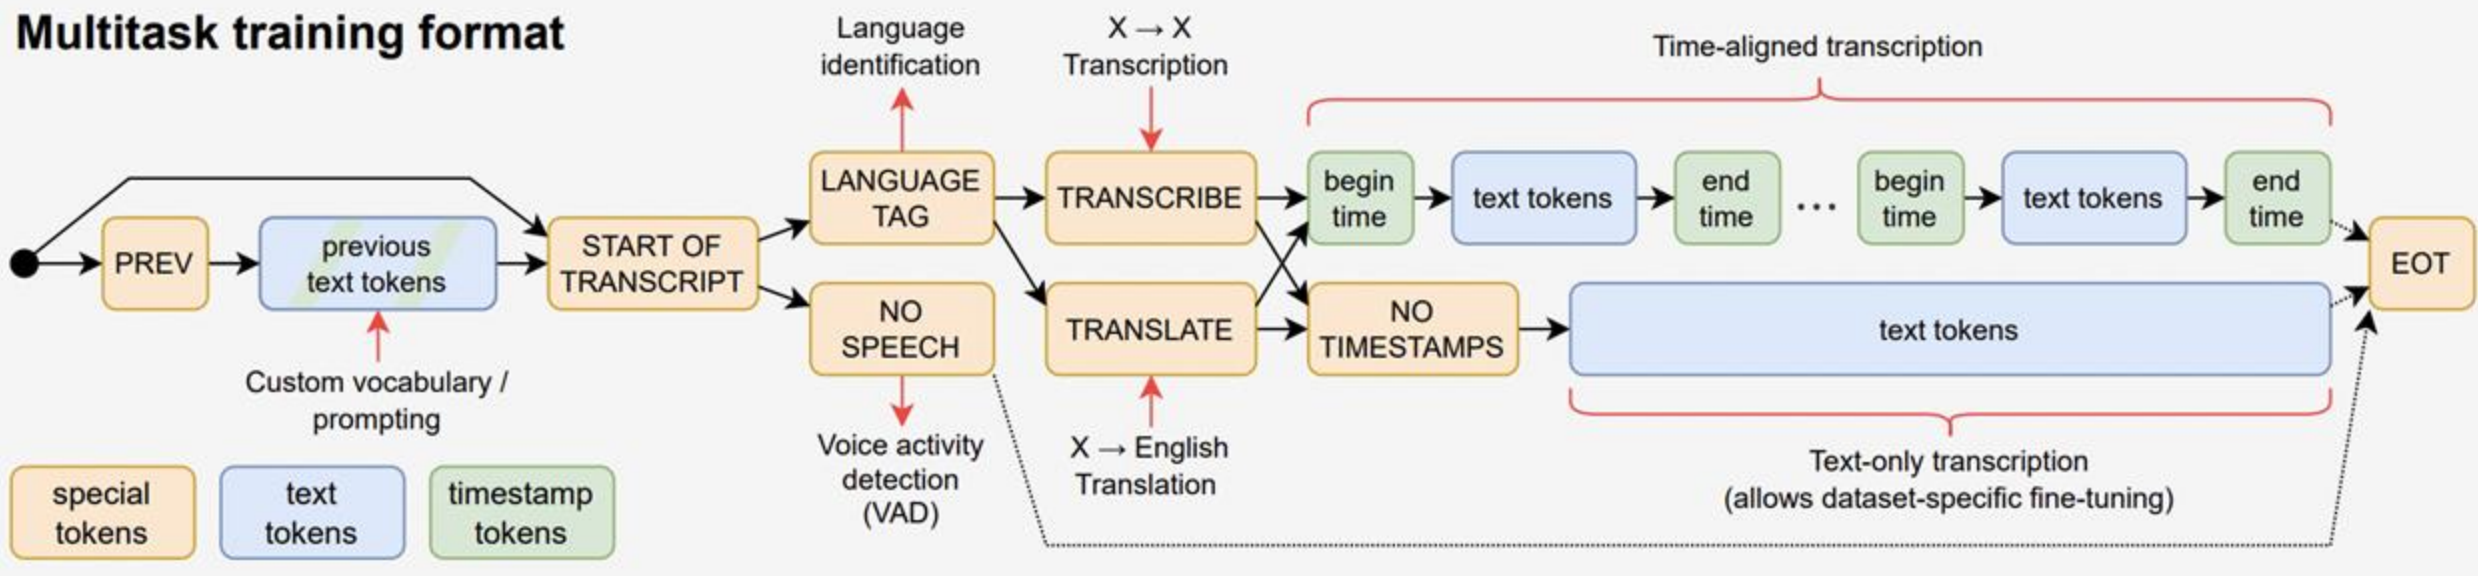 Multitask training format
Language
identification
X → X
Transcription
Time-aligned transcription
PREV
previous
text tokens
START OF
TRANSCRIPT
LANGUAGE
TAG
NO
SPEECH
TRANSCRIBE
TRANSLATE
begin
time
text tokens
end
time
...
begin
time
text tokens
end
time
NO
TIMESTAMPS
text tokens
EOT
Custom vocabulary /
prompting
Voice activity
detection
(VAD)
X → English
Translation
Text-only transcription
(allows dataset-specific fine-tuning)
special
tokens
text
tokens
timestamp
tokens